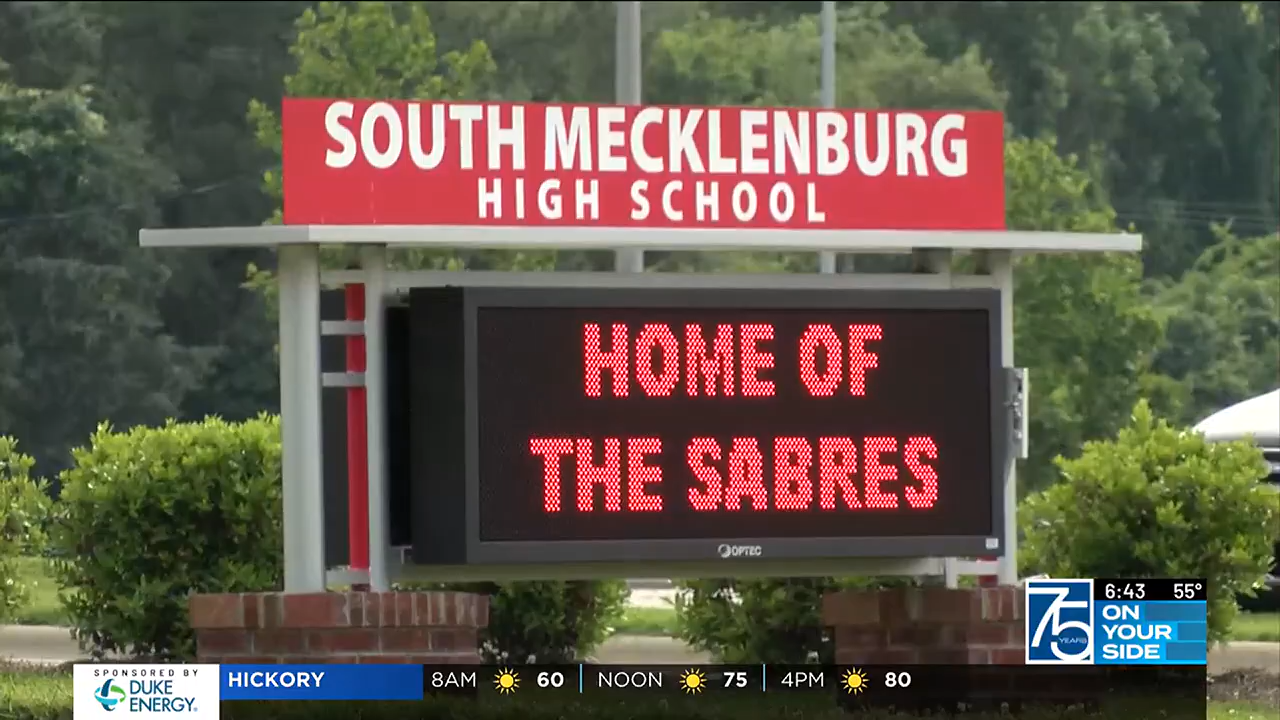 SOUTH MECKLENBURG
HIGH SCHOOL
HOME OF
THE SABRES
OPTEC
75
YEARS
6:43 55°
ON
YOUR
SIDE
SPONSORED BY
DUKE
ENERGY
HICKORY 8AM 60 NOON 75 4PM 80